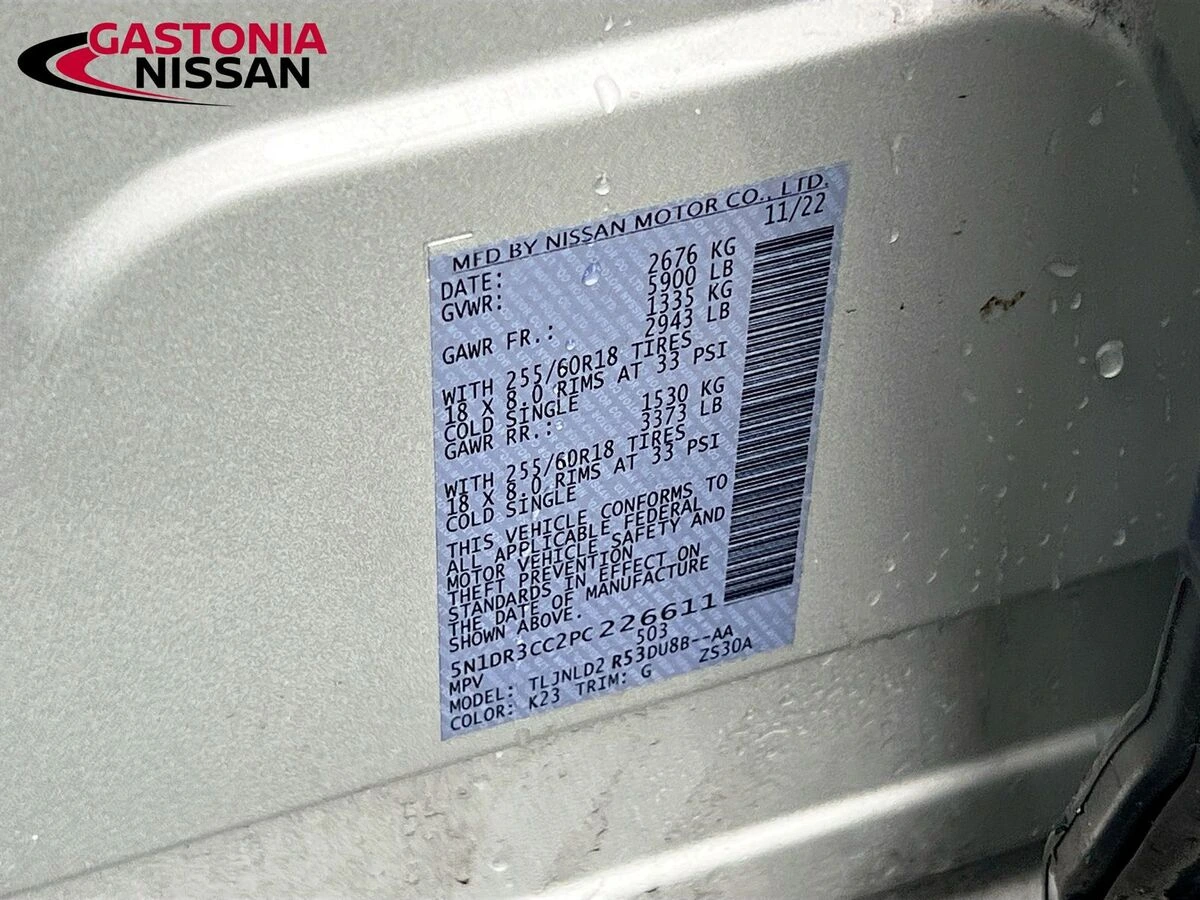 GASTONIA
NISSAN
MFD BY NISSAN MOTOR CO., LTD.
DATE: 11/22
GVWR: 2676 KG
5900 LB
GAWR FR.: 1335 KG
2943 LB
WITH 255/60R18 TIRES
18 X 8.0 RIMS AT 33 PSI
COLD SINGLE
GAWR RR.: 1530 KG
3373 LB
WITH 255/60R18 TIRES
18 X 8.0 RIMS AT 33 PSI
COLD SINGLE
THIS VEHICLE CONFORMS TO
ALL APPLICABLE FEDERAL
MOTOR VEHICLE SAFETY AND
THEFT PREVENTION
STANDARDS IN EFFECT ON
THE DATE OF MANUFACTURE
SHOWN ABOVE.
5N1DR3CC2PC226611
MPV 503
MODEL: TLJNLD2 R53DU8B--AA
COLOR: K23 TRIM: G ZS30A